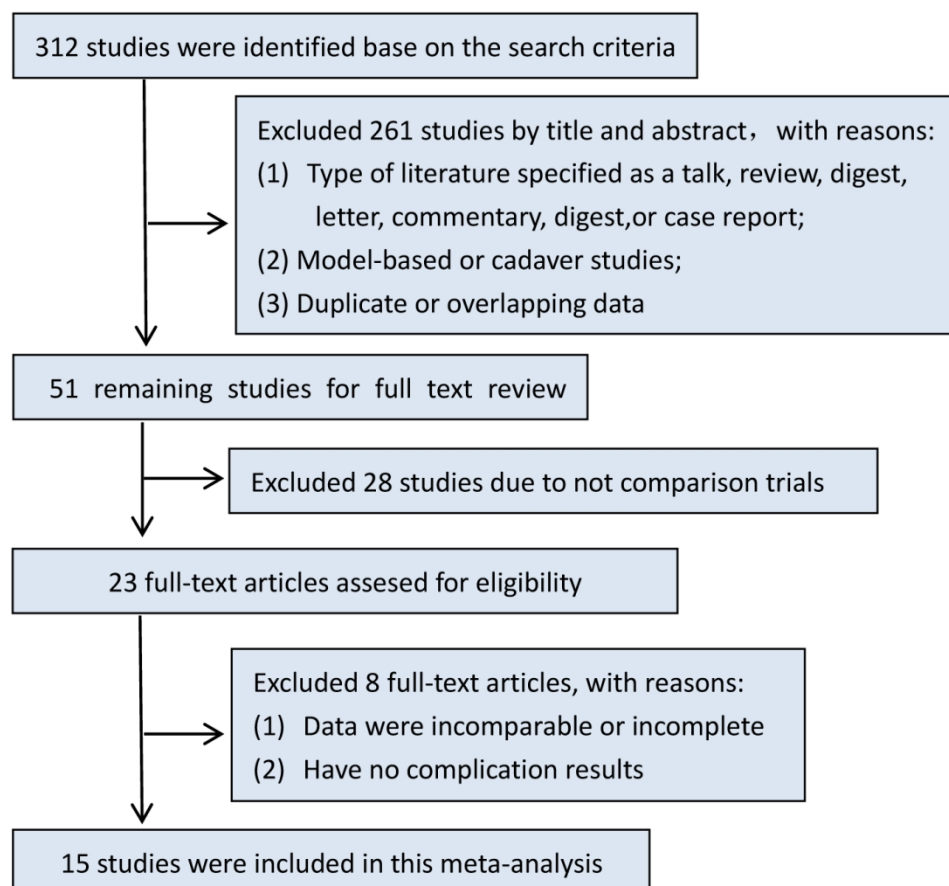 312 studies were identified base on the search criteria
Excluded 261 studies by title and abstract，with reasons:
(1) Type of literature specified as a talk, review, digest,
letter, commentary, digest,or case report;
(2) Model-based or cadaver studies;
(3) Duplicate or overlapping data
51 remaining studies for full text review
Excluded 28 studies due to not comparison trials
23 full-text articles assesed for eligibility
Excluded 8 full-text articles, with reasons:
(1) Data were incomparable or incomplete
(2) Have no complication results
15 studies were included in this meta-analysis